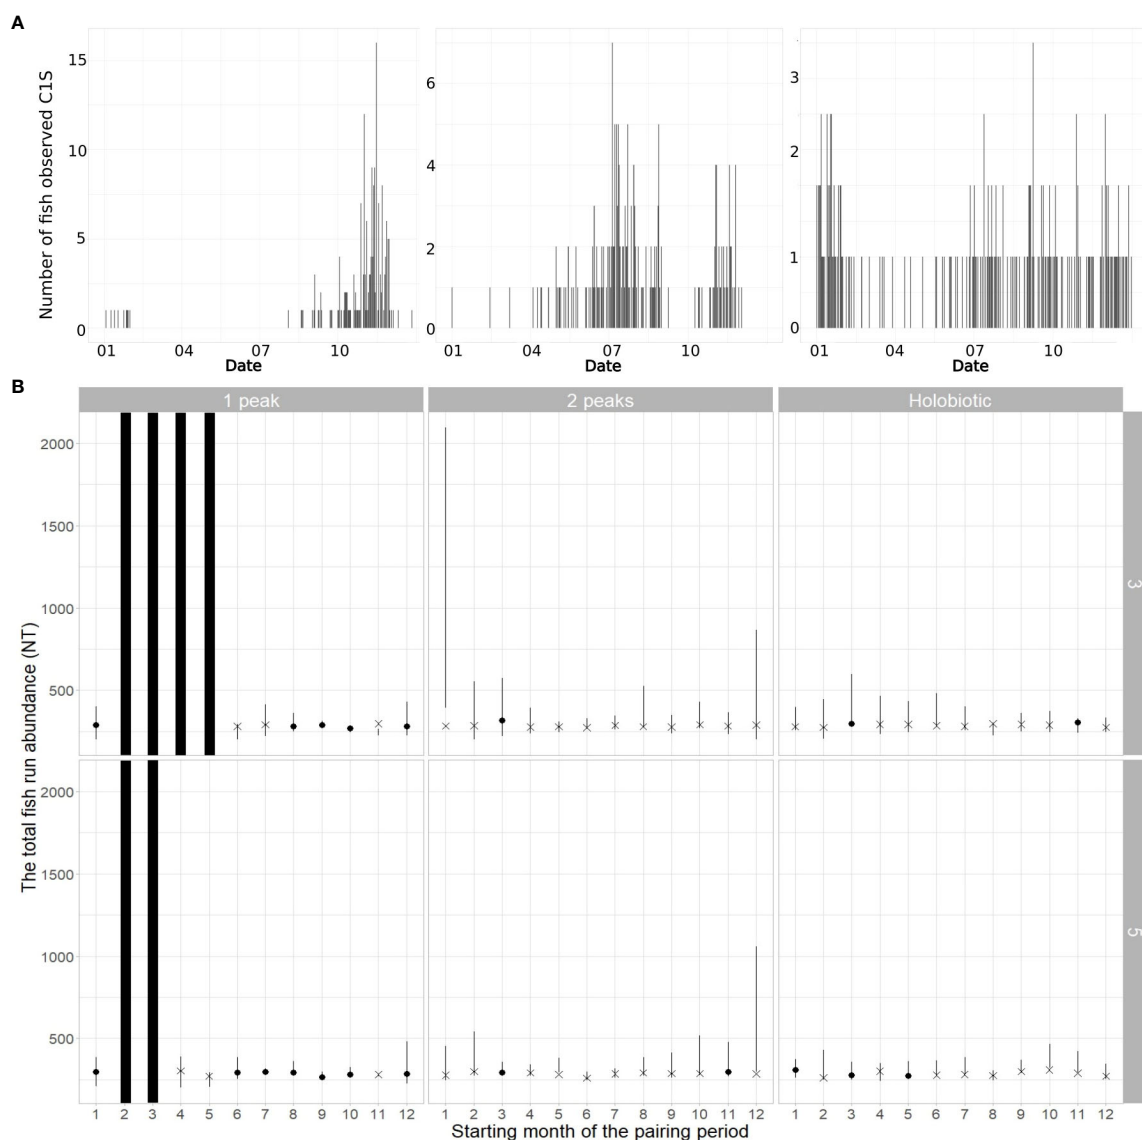 A
Number of fish observed C1S
15
10
5
0
01 04 07 10
Date
6
4
2
0
01 04 07 10
Date
3
2
1
0
01 04 07 10
Date
B
1 peak 2 peaks Holobiotic
The total fish run abundance (NT)
2000
1500
1000
500
3
2000
1500
1000
500
5
1 2 3 4 5 6 7 8 9 10 11 12
1 2 3 4 5 6 7 8 9 10 11 12
1 2 3 4 5 6 7 8 9 10 11 12
Starting month of the pairing period